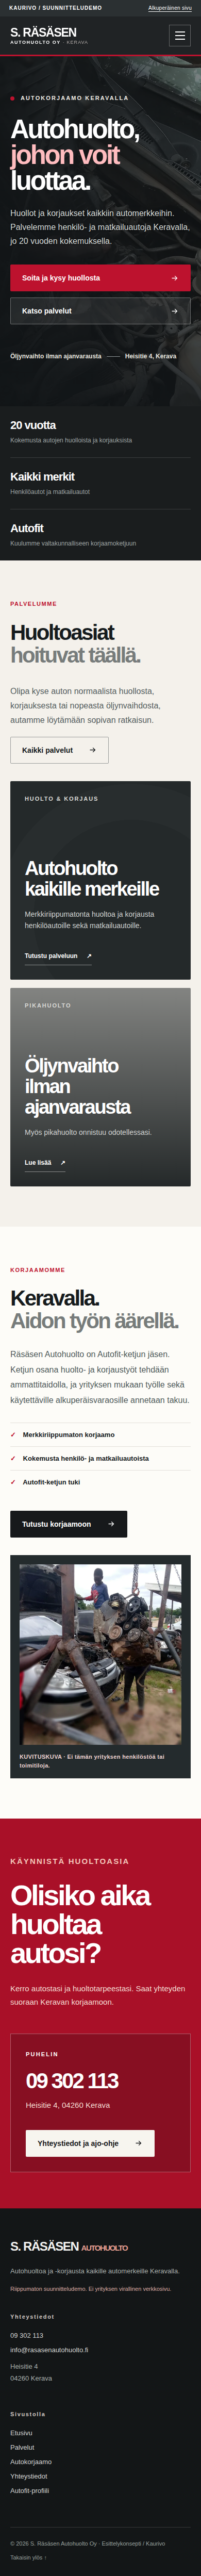 KAURIVO / SUUNNITTELUDEMO
Alkuperäinen sivu
S. RÄSÄSEN
AUTOHUOLTO OY · KERAVA
AUTOKORJAAMO KERAVALLA
Autohuolto,
johon voit
luottaa.
Huollot ja korjaukset kaikkiin automerkkeihin.
Palvelemme henkilö- ja matkailuautoja Keravalla,
jo 20 vuoden kokemuksella.
Soita ja kysy huollosta →
Katso palvelut →
Öljynvaihto ilman ajanvarausta — Heisitie 4, Kerava
20 vuotta
Kokemusta autojen huolloista ja korjauksista
Kaikki merkit
Henkilöautot ja matkailuautot
Autofit
Kuulumme valtakunnalliseen korjaamoketjuun
PALVELUMME
Huoltoasiat
hoituvat täällä.
Olipa kyse auton normaalista huollosta,
korjauksesta tai nopeasta öljynvaihdosta,
autamme löytämään sopivan ratkaisun.
Kaikki palvelut →
HUOLTO & KORJAUS
Autohuolto
kaikille merkeille
Merkkiriippumatonta huoltoa ja korjausta
henkilöautoille sekä matkailuautoille.
Tutustu palveluun ↗
PIKAHUOLTO
Öljynvaihto
ilman
ajanvarausta
Myös pikahuolto onnistuu odotellessasi.
Lue lisää ↗
KORJAAMOMME
Keravalla.
Aidon työn äärellä.
Räsäsen Autohuolto on Autofit-ketjun jäsen.
Ketjun osana huolto- ja korjaustyöt tehdään
ammattitaidolla, ja yrityksen mukaan työlle sekä
käytettäville alkuperäisvaraosille annetaan takuu.
✓ Merkkiriippumaton korjaamo
✓ Kokemusta henkilö- ja matkailuautoista
✓ Autofit-ketjun tuki
Tutustu korjaamoon →
KUVITUSKUVA · Ei tämän yrityksen henkilöstöä tai
toimitiloja.
KÄYNNISTÄ HUOLTOASIA
Olisiko aika
huoltaa
autosi?
Kerro autostasi ja huoltotarpeestasi. Saat yhteyden
suoraan Keravan korjaamoon.
PUHELIN
09 302 113
Heisitie 4, 04260 Kerava
Yhteystiedot ja ajo-ohje →
S. RÄSÄSEN AUTOHUOLTO
Autohuoltoa ja -korjausta kaikille automerkeille Keravalla.
Riippumaton suunnitteludemo. Ei yrityksen virallinen verkkosivu.
Yhteystiedot
09 302 113
info@rasasenautohuolto.fi
Heisitie 4
04260 Kerava
Sivustolla
Etusivu
Palvelut
Autokorjaamo
Yhteystiedot
Autofit-profiili
© 2026 S. Räsäsen Autohuolto Oy · Esittelykonsepti / Kaurivo
Takaisin ylös ↑